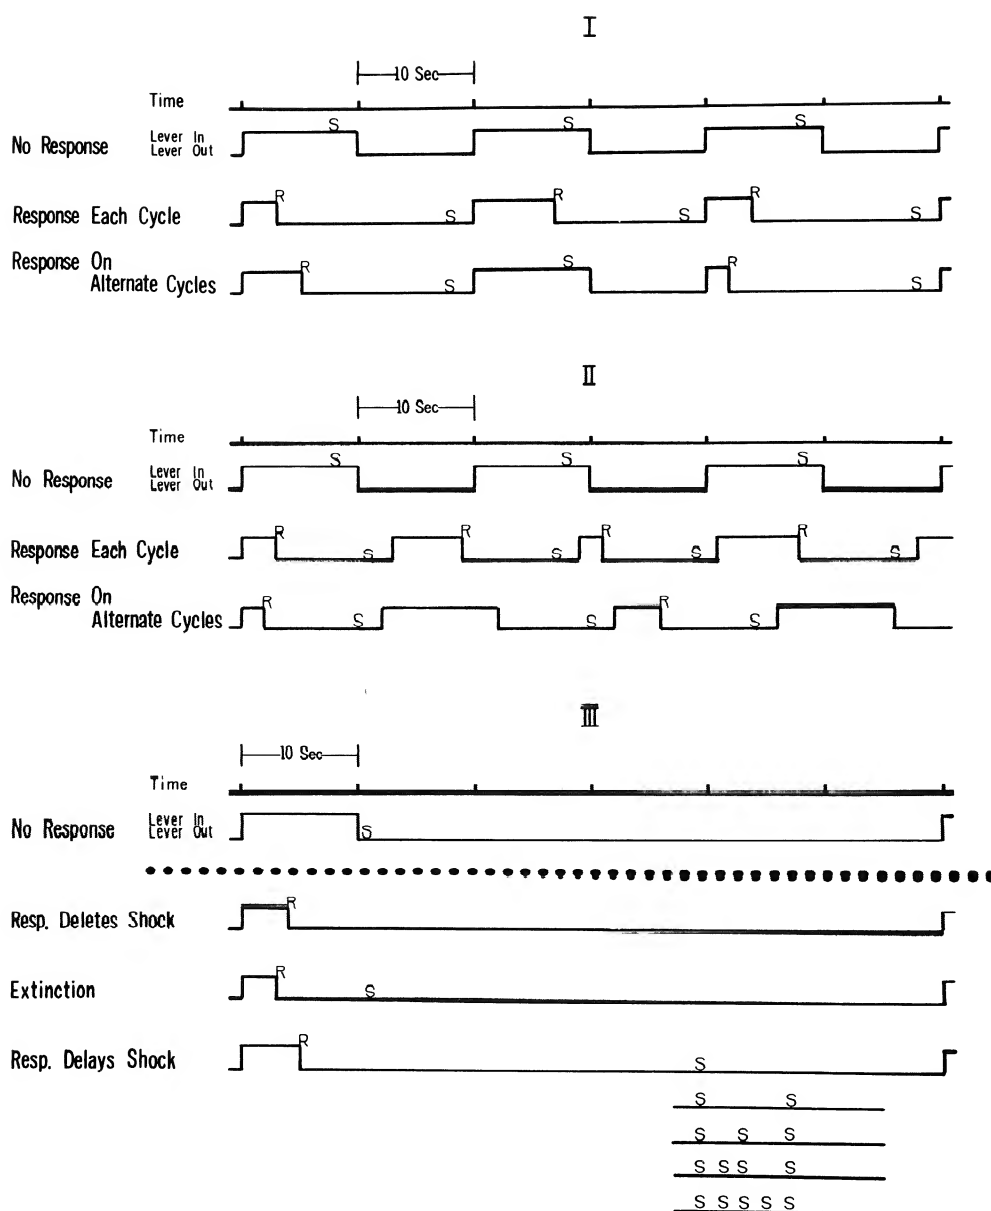 I
10 Sec
Time
S S S
No Response Lever In
Lever Out
R R R
Response Each Cycle S S S
Response On R S R
Alternate Cycles S S
II
10 Sec
Time
S S S
No Response Lever In
Lever Out
R R R R
Response Each Cycle S S S S
Response On R R
Alternate Cycles S S S
III
10 Sec
Time
No Response Lever In
Lever Out S
R
Resp. Deletes Shock
R
Extinction S
R
Resp. Delays Shock S
S S
S S S
S S S S
S S S S S